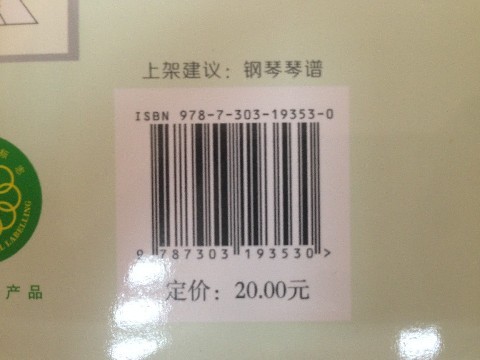 上架建议：钢琴琴谱
ISBN 978-7-303-19353-0
9 787303 193530 >
定价：20.00元
产品